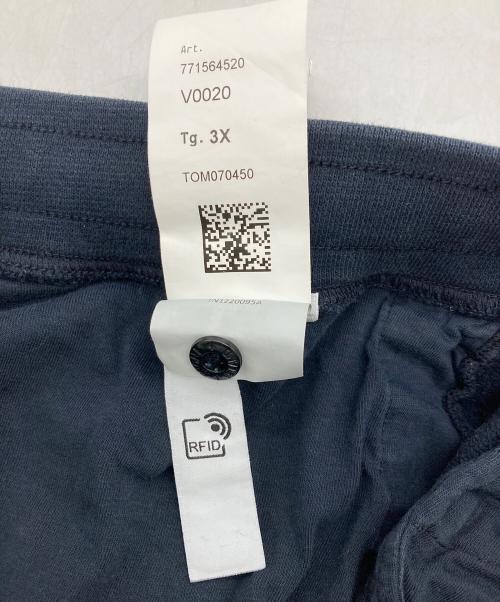 Art.
771564520
V0020
Tg. 3X
TOM070450
RFID